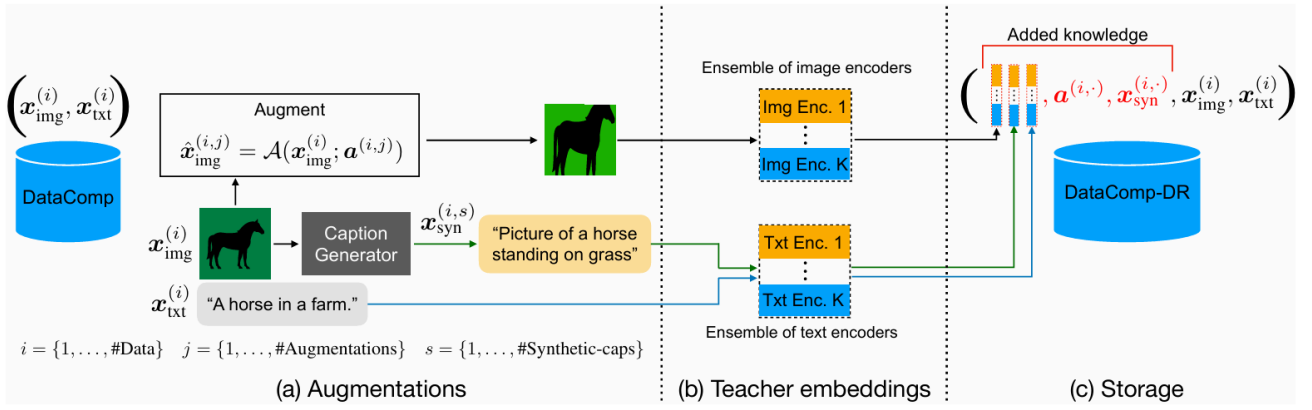 (x_img^(i), x_txt^(i))
DataComp
Augment
x̂_img^(i,j) = A(x_img^(i); a^(i,j))
x_img^(i)
Caption
Generator
x_syn^(i,s)
“Picture of a horse
standing on grass”
x_txt^(i)
“A horse in a farm.”
i = {1, . . . , #Data} j = {1, . . . , #Augmentations} s = {1, . . . , #Synthetic-caps}
(a) Augmentations
Ensemble of image encoders
Img Enc. 1
⋮
Img Enc. K
Txt Enc. 1
⋮
Txt Enc. K
Ensemble of text encoders
(b) Teacher embeddings
Added knowledge
( , a^(i,·), x_syn^(i,·), x_img^(i), x_txt^(i))
DataComp-DR
(c) Storage